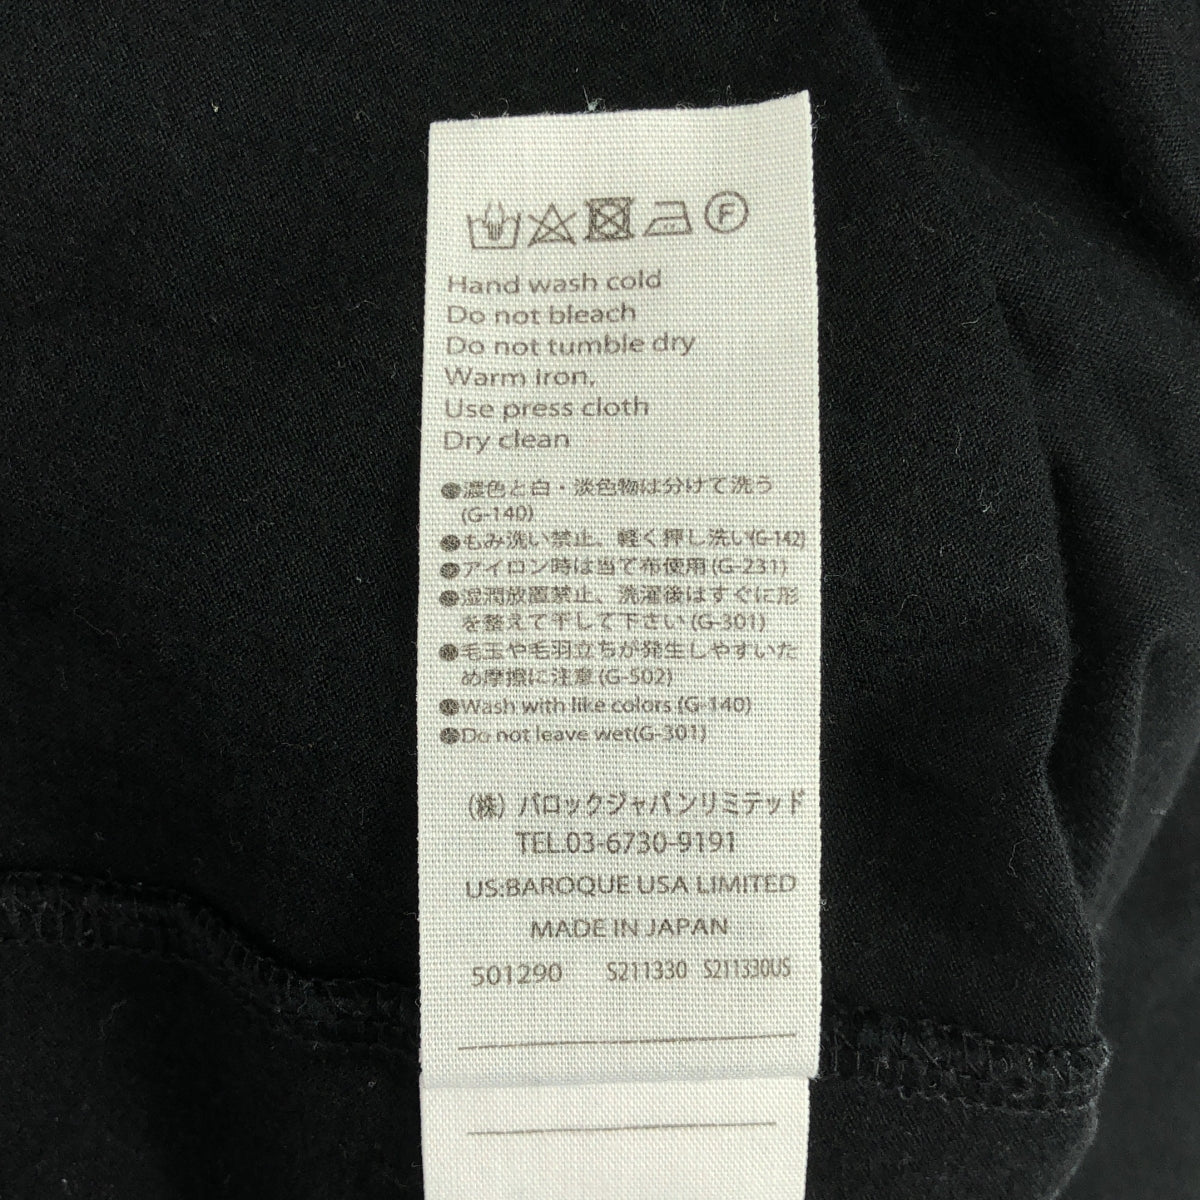 F
Hand wash cold
Do not bleach
Do not tumble dry
Warm iron,
Use press cloth
Dry clean
●濃色と白・淡色物は分けて洗う
(G-140)
●もみ洗い禁止、軽く押し洗い(G-142)
●アイロン時は当て布使用(G-231)
●湿潤放置禁止、洗濯後はすぐに形
を整えて干して下さい(G-301)
●毛玉や毛羽立ちが発生しやすいた
め摩擦に注意(G-502)
●Wash with like colors (G-140)
●Do not leave wet(G-301)
(株)バロックジャパンリミテッド
TEL.03-6730-9191
US:BAROQUE USA LIMITED
MADE IN JAPAN
501290 S211330 S211330US